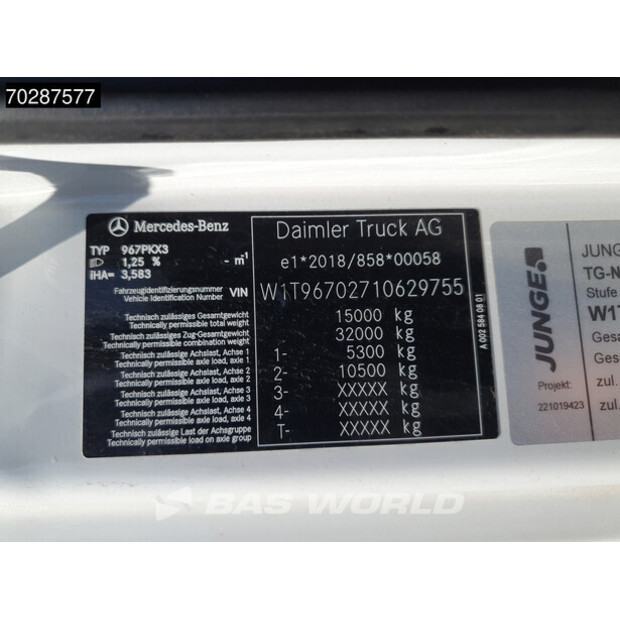 70287577
Mercedes-Benz
TYP 967PKX3
1,25 % - m⁻¹
iHA= 3,583
Fahrzeugidentifizierungsnummer
Vehicle Identification Number VIN
Daimler Truck AG
e1*2018/858*00058
W1T96702710629755
Technisch zulässiges Gesamtgewicht
Technically permissible total weight
15000 kg
Technisch zulässiges Zug-Gesamtgewicht
Technically permissible combination weight
32000 kg
Technisch zulässige Achslast, Achse 1
Technically permissible axle load, axle 1
1- 5300 kg
Technisch zulässige Achslast, Achse 2
Technically permissible axle load, axle 2
2- 10500 kg
Technisch zulässige Achslast, Achse 3
Technically permissible axle load, axle 3
3- XXXXX kg
Technisch zulässige Achslast, Achse 4
Technically permissible axle load, axle 4
4- XXXXX kg
Technisch zulässige Last der Achsgruppe
Technically permissible load on axle group
T- XXXXX kg
A 002 584 08 01
JUNGE
Projekt:
221019423
JUNG
TG-N
Stufe
W1T
Gesa
Gesa
zul.
zul.
BAS WORLD